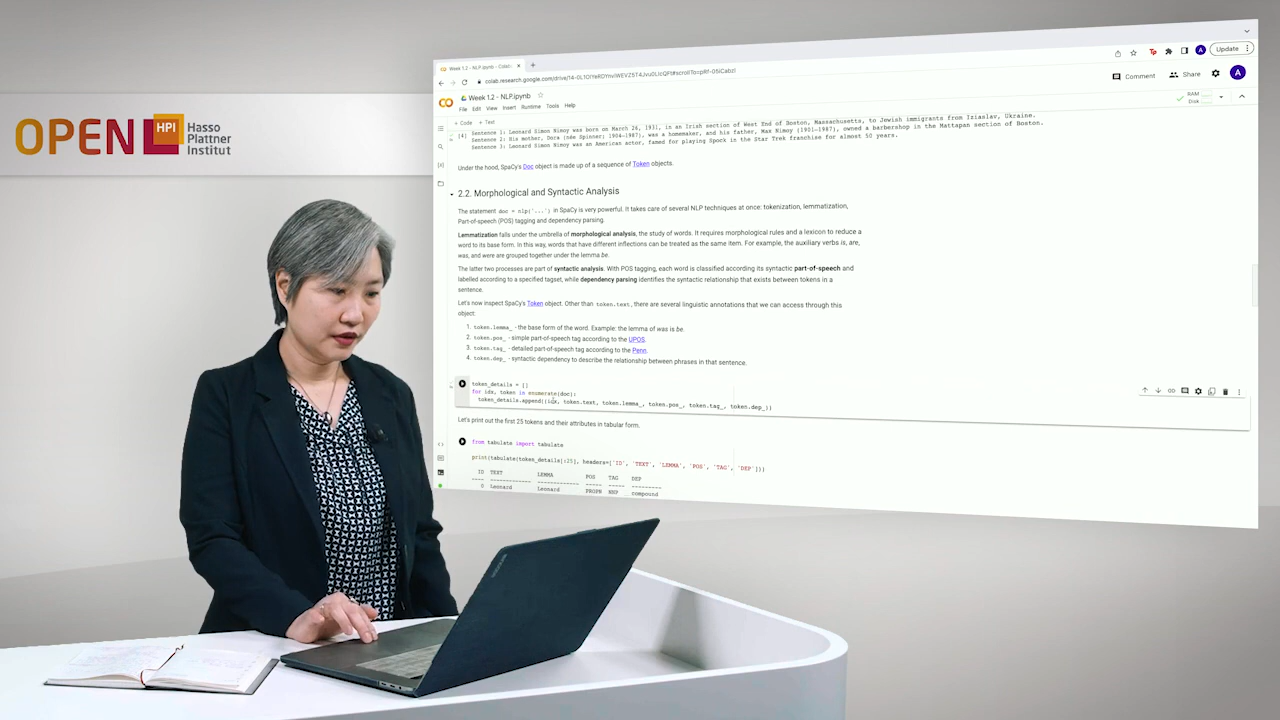 OPEN HPI
Hasso
Plattner
Institut
Week 1.2 - NLP.ipynb - Colab
Update
Week 1.2 - NLP.ipynb
Comment
Share
A
File Edit View Insert Runtime Tools Help
RAM
Disk
+ Code + Text
[4] Sentence 1: Leonard Simon Nimoy was born on March 26, 1931, in an Irish section of West End of Boston, Massachusetts, to Jewish immigrants from Iziaslav, Ukraine.
Sentence 2: His mother, Dora (née Spinner; 1904–1987), was a homemaker, and his father, Max Nimoy (1901–1987), owned a barbershop in the Mattapan section of Boston.
Sentence 3: Leonard Simon Nimoy was an American actor, famed for playing Spock in the Star Trek franchise for almost 50 years.
Under the hood, SpaCy's Doc object is made up of a sequence of Token objects.
2.2. Morphological and Syntactic Analysis
The statement doc = nlp('...') in SpaCy is very powerful. It takes care of several NLP techniques at once: tokenization, lemmatization,
Part-of-speech (POS) tagging and dependency parsing.
Lemmatization falls under the umbrella of morphological analysis, the study of words. It requires morphological rules and a lexicon to reduce a
word to its base form. In this way, words that have different inflections can be treated as the same item. For example, the auxiliary verbs is, are,
was, and were are grouped together under the lemma be.
The latter two processes are part of syntactic analysis. With POS tagging, each word is classified according its syntactic part-of-speech and
labelled according to a specified tagset, while dependency parsing identifies the syntactic relationship that exists between tokens in a
sentence.
Let's now inspect SpaCy's Token object. Other than token.text, there are several linguistic annotations that we can access through this
object:
1. token.lemma_ - the base form of the word. Example: the lemma of was is be.
2. token.pos_ - simple part-of-speech tag according to the UPOS.
3. token.tag_ - detailed part-of-speech tag according to the Penn.
4. token.dep_ - syntactic dependency to describe the relationship between phrases in that sentence.
token_details = []
for idx, token in enumerate(doc):
token_details.append((idx, token.text, token.lemma_, token.pos_, token.tag_, token.dep_))
Let's print out the first 25 tokens and their attributes in tabular form.
from tabulate import tabulate
print(tabulate(token_details[:25], headers=['ID', 'TEXT', 'LEMMA', 'POS', 'TAG', 'DEP']))
ID TEXT LEMMA POS TAG DEP
0 Leonard Leonard PROPN NNP compound